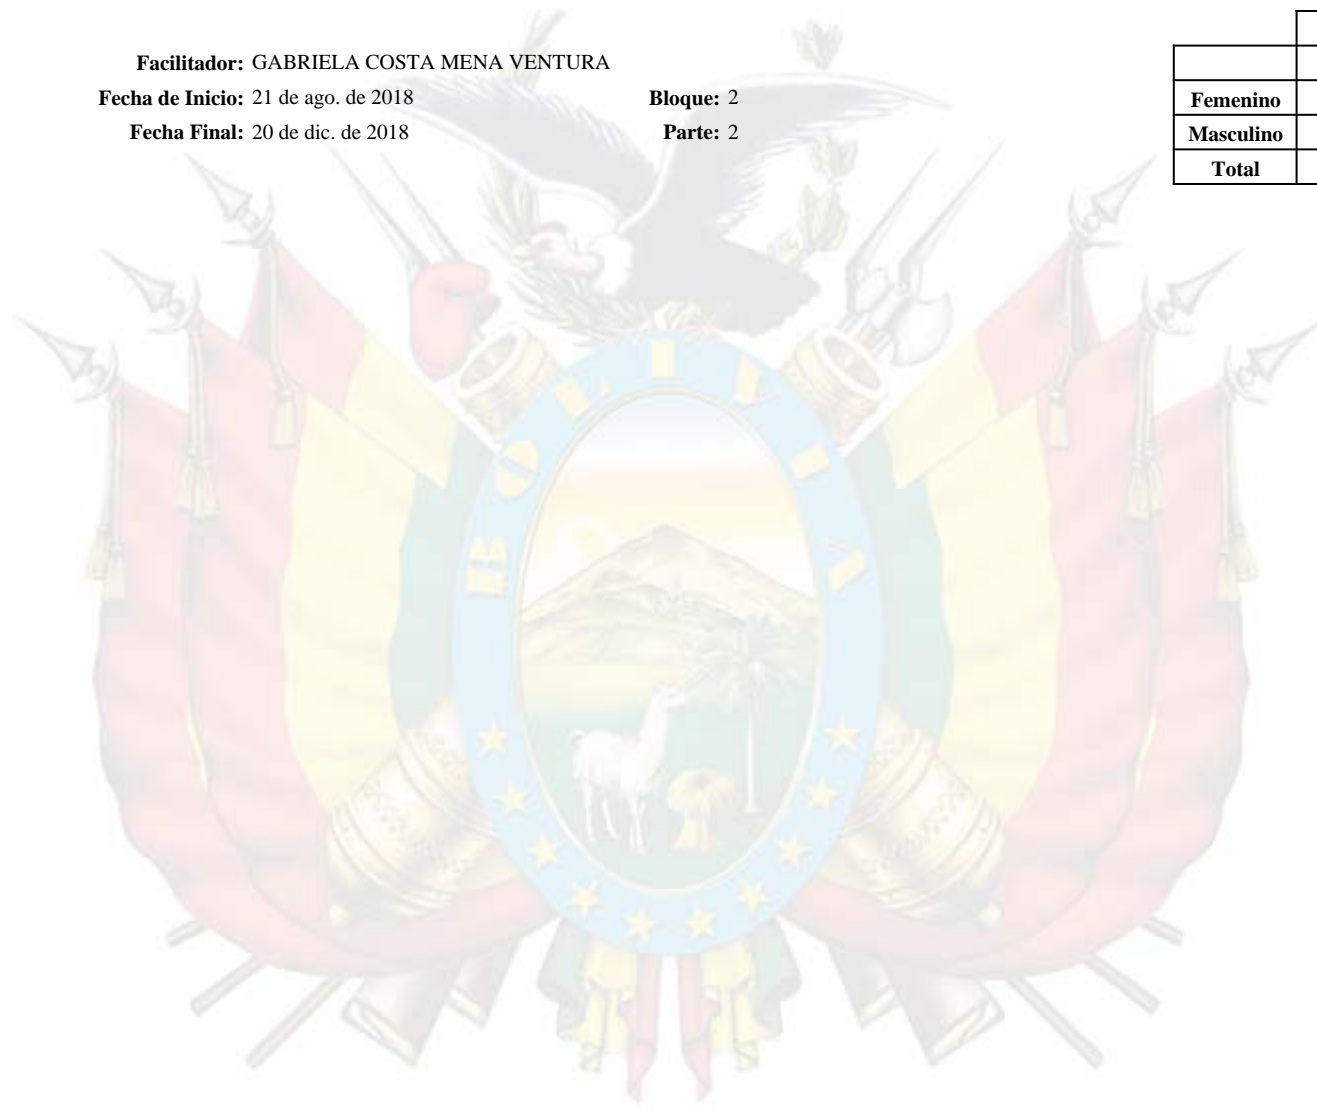 Facilitador: GABRIELA COSTA MENA VENTURA
Fecha de Inicio: 21 de ago. de 2018 Bloque: 2
Fecha Final: 20 de dic. de 2018 Parte: 2
Femenino
Masculino
Total
BOLIVIA